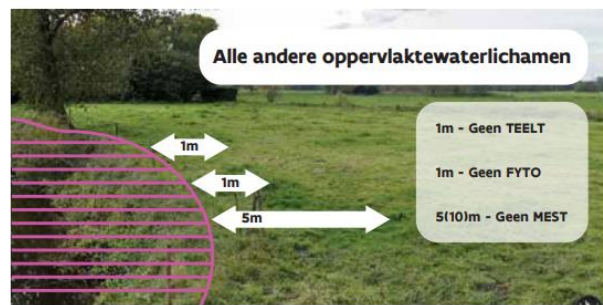 Alle andere oppervlaktewaterlichamen
1m - Geen TEELT
1m
1m - Geen FYTO
1m
5m
5(10)m - Geen MEST